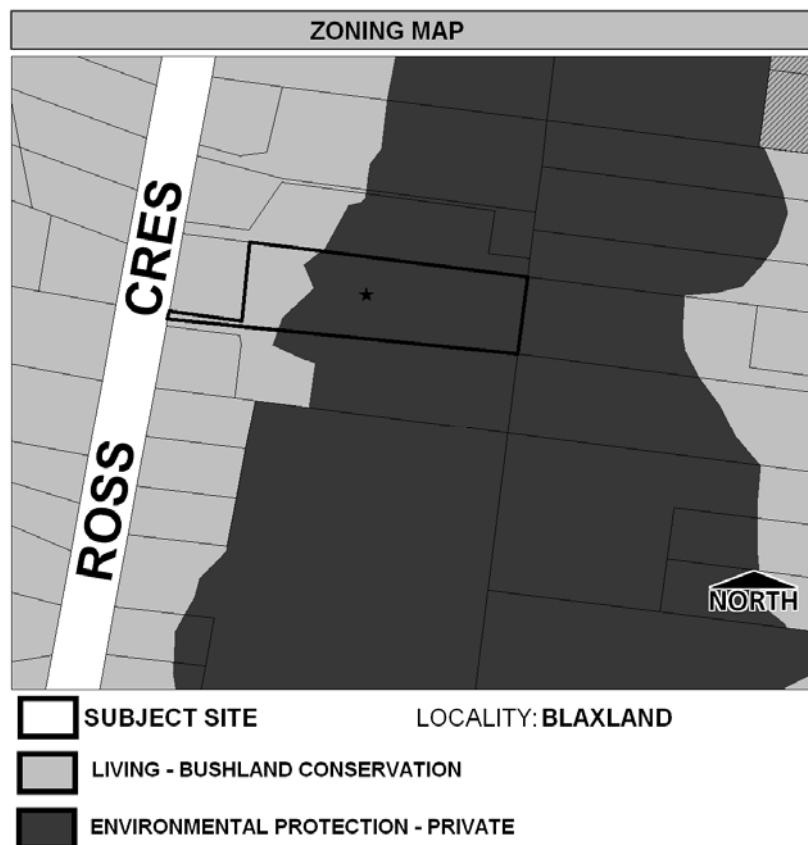 ZONING MAP
ROSS CRES
NORTH
SUBJECT SITE
LOCALITY: BLAXLAND
LIVING - BUSHLAND CONSERVATION
ENVIRONMENTAL PROTECTION - PRIVATE